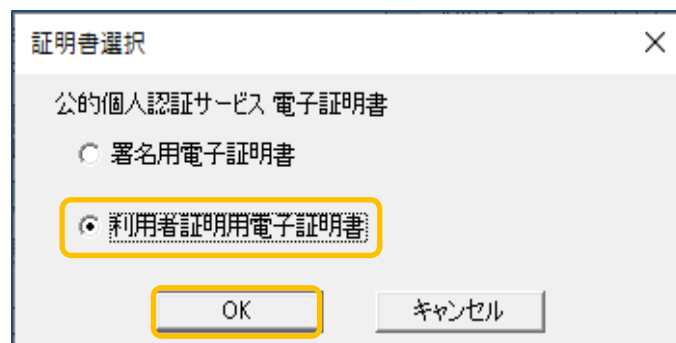 証明書選択
公的個人認証サービス 電子証明書
署名用電子証明書
利用者証明用電子証明書
OK キャンセル